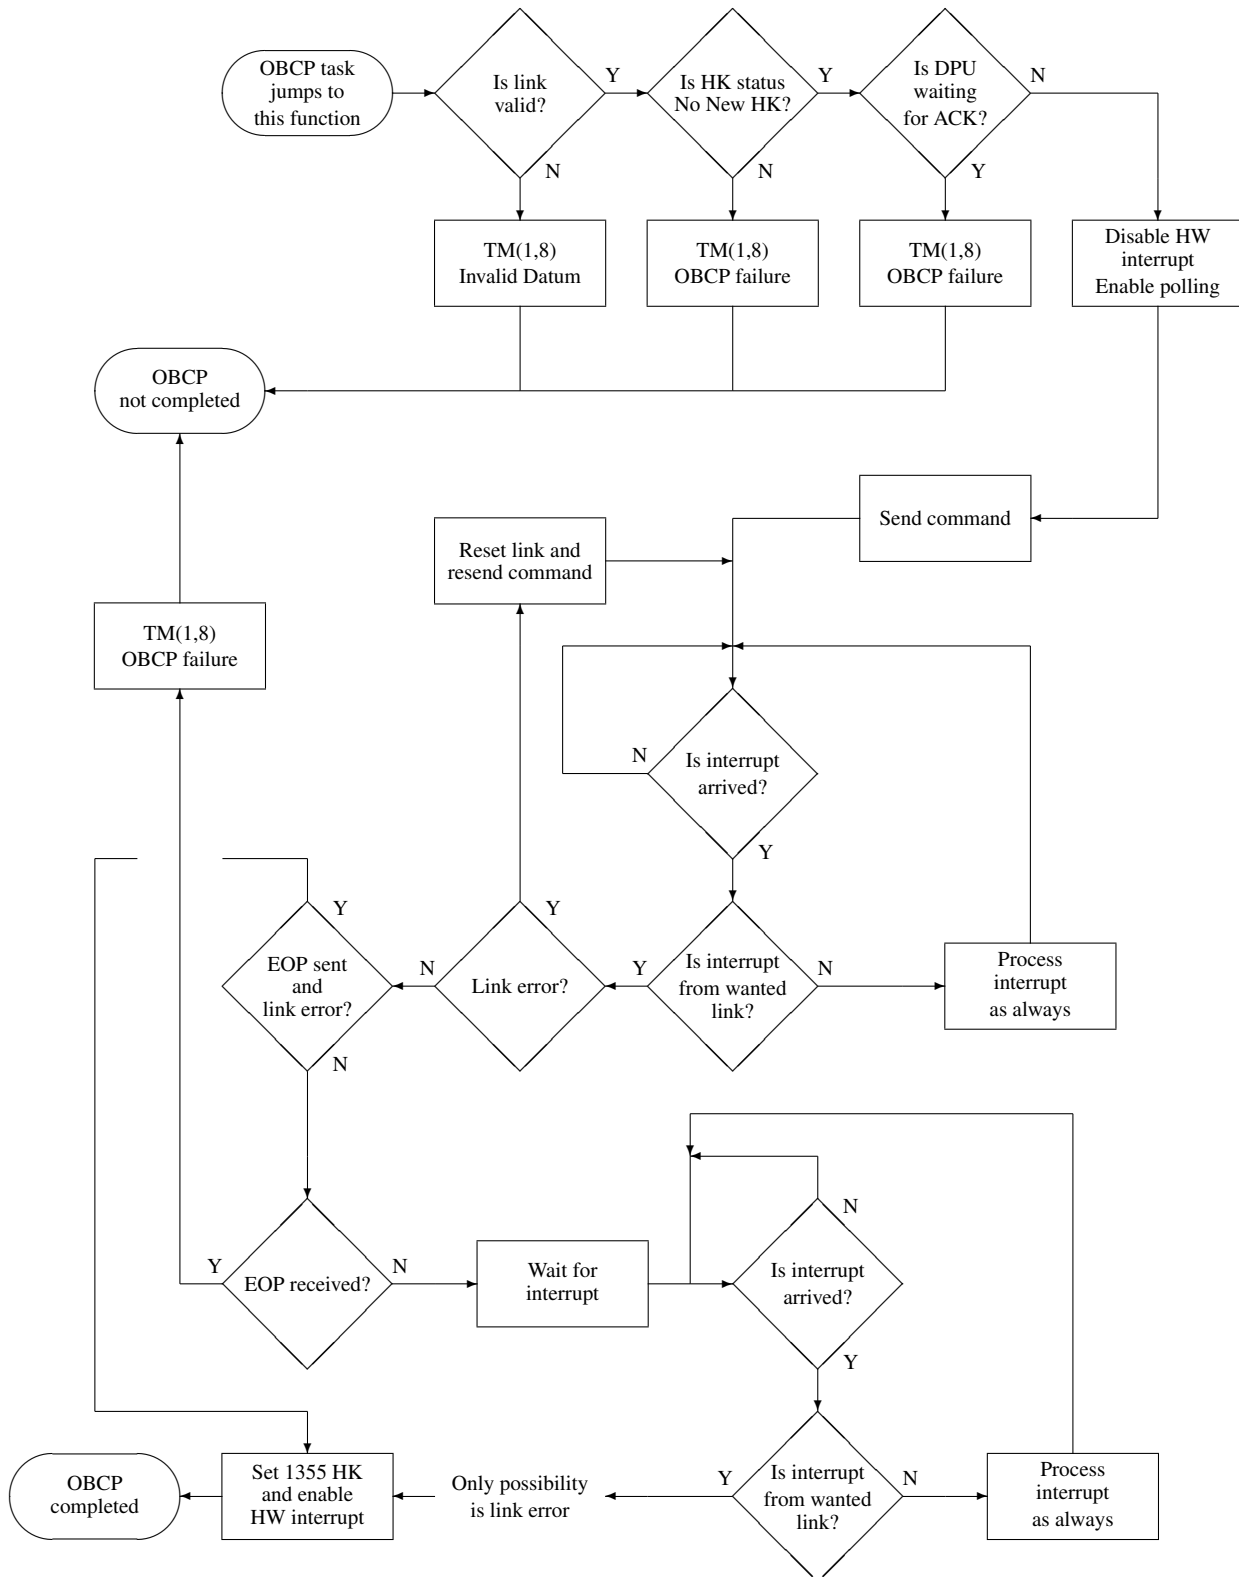 OBCP task
jumps to
this function
Is link
valid?
Y
N
Is HK status
No New HK?
Y
N
Is DPU
waiting
for ACK?
N
Y
TM(1,8)
Invalid Datum
TM(1,8)
OBCP failure
TM(1,8)
OBCP failure
Disable HW
interrupt
Enable polling
OBCP
not completed
Send command
Reset link and
resend command
TM(1,8)
OBCP failure
Is interrupt
arrived?
N
Y
EOP sent
and
link error?
Y
N
Link error?
Y
N
Is interrupt
from wanted
link?
Y
N
Process
interrupt
as always
EOP received?
Y
N
Wait for
interrupt
Is interrupt
arrived?
N
Y
OBCP
completed
Set 1355 HK
and enable
HW interrupt
Only possibility
is link error
Y
Is interrupt
from wanted
link?
N
Process
interrupt
as always